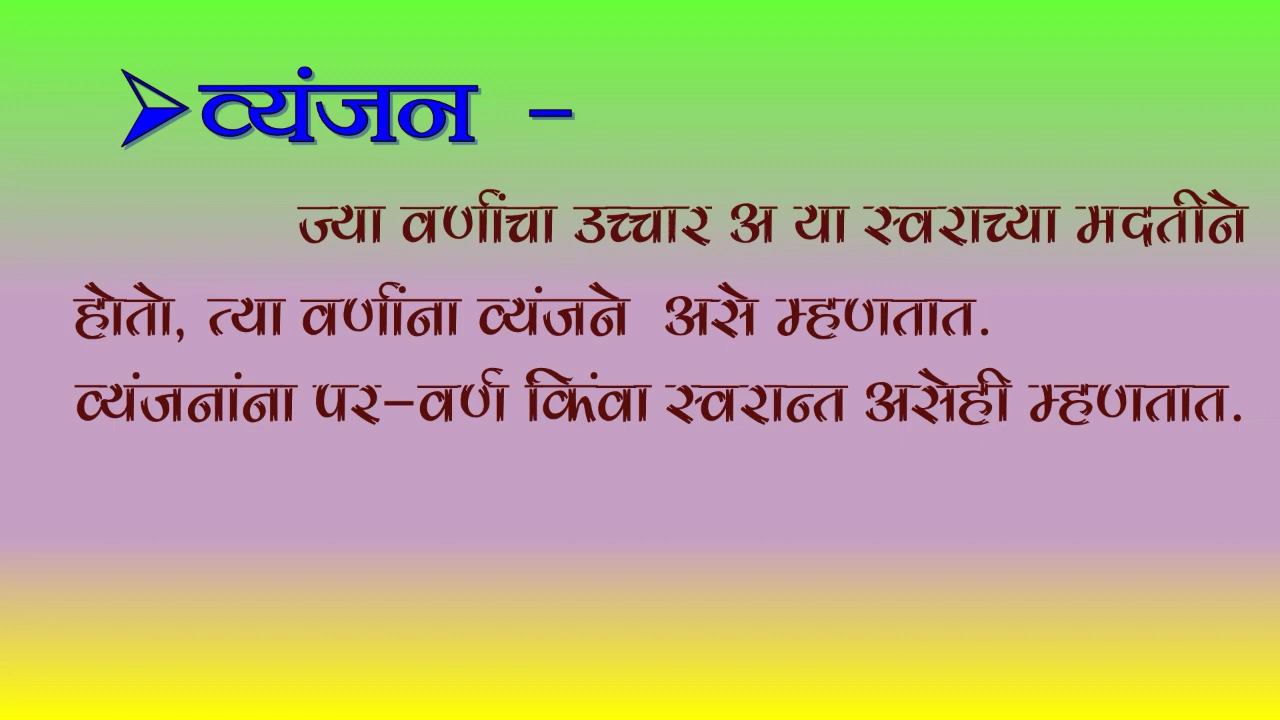 व्यंजन -
ज्या वर्णांचा उच्चार अ या स्वराच्या मदतीने
होतो, त्या वर्णांना व्यंजने असे म्हणतात.
व्यंजनांना पर-वर्ण किंवा स्वरान्त असेही म्हणतात.